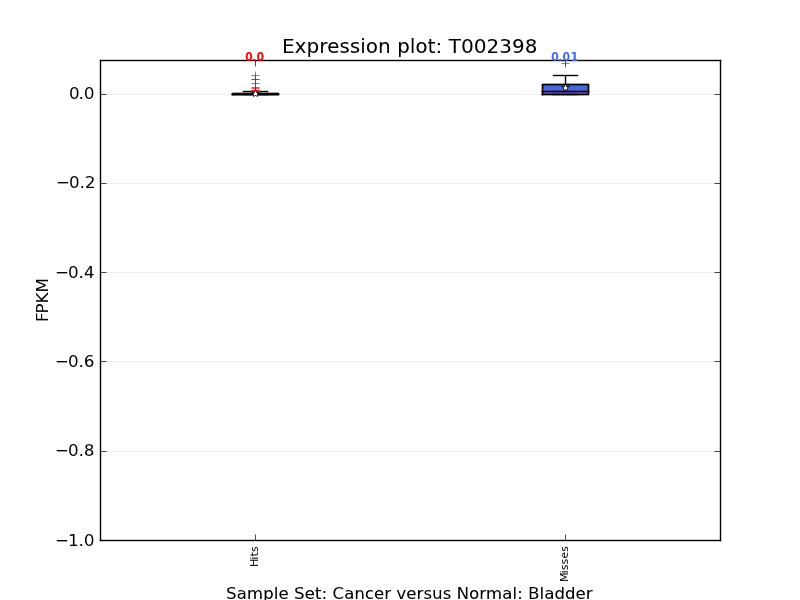 Expression plot: T002398
0.0
0.01
0.0
−0.2
−0.4
−0.6
−0.8
−1.0
FPKM
Hits
Misses
Sample Set: Cancer versus Normal: Bladder